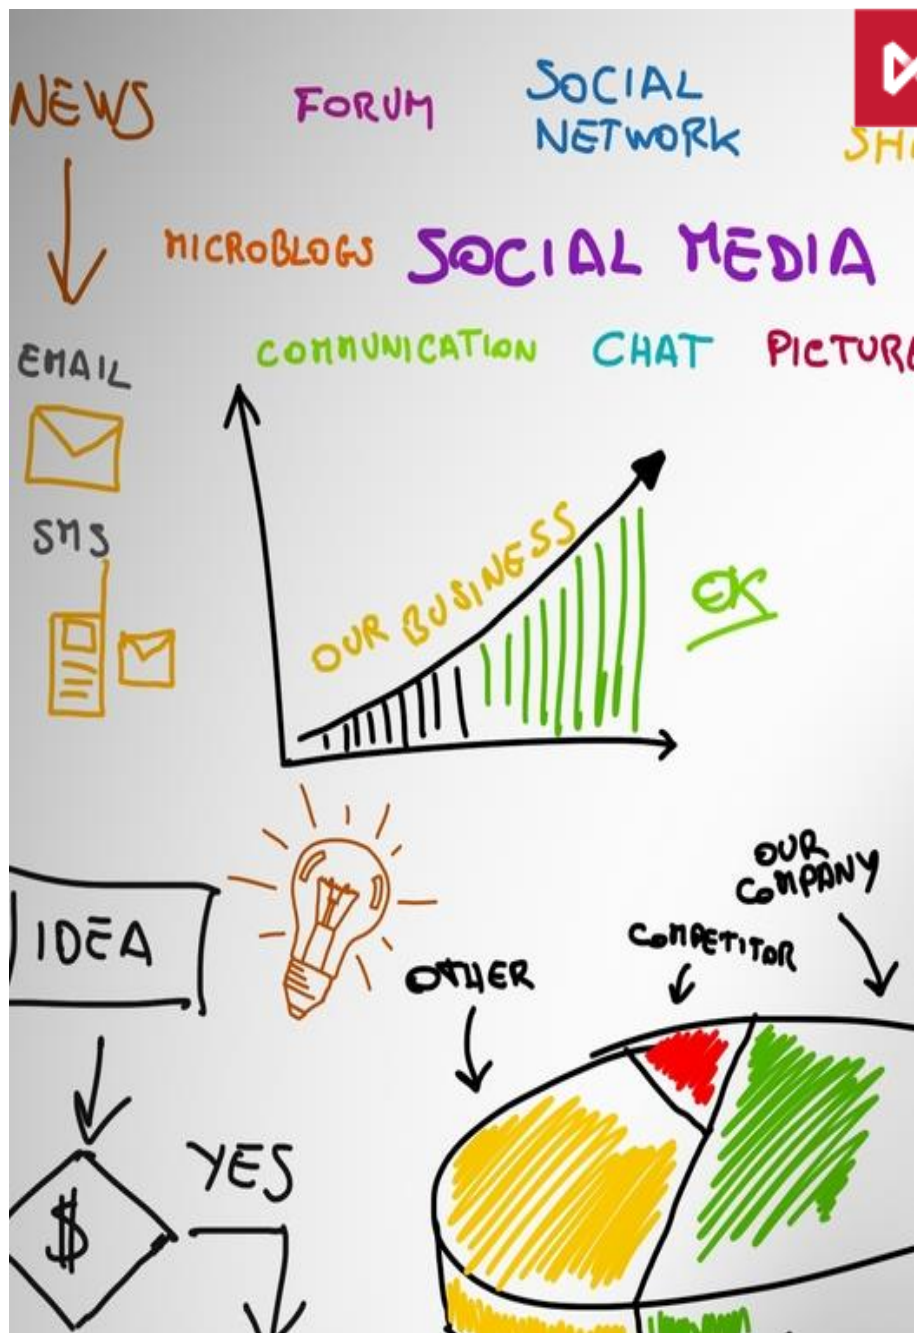 NEWS
FORUM
SOCIAL
NETWORK
MICROBLOGS
SOCIAL MEDIA
EMAIL
COMMUNICATION
CHAT
SMS
OUR BUSINESS
OK
IDEA
OUR
COMPANY
COMPETITOR
OTHER
YES
$